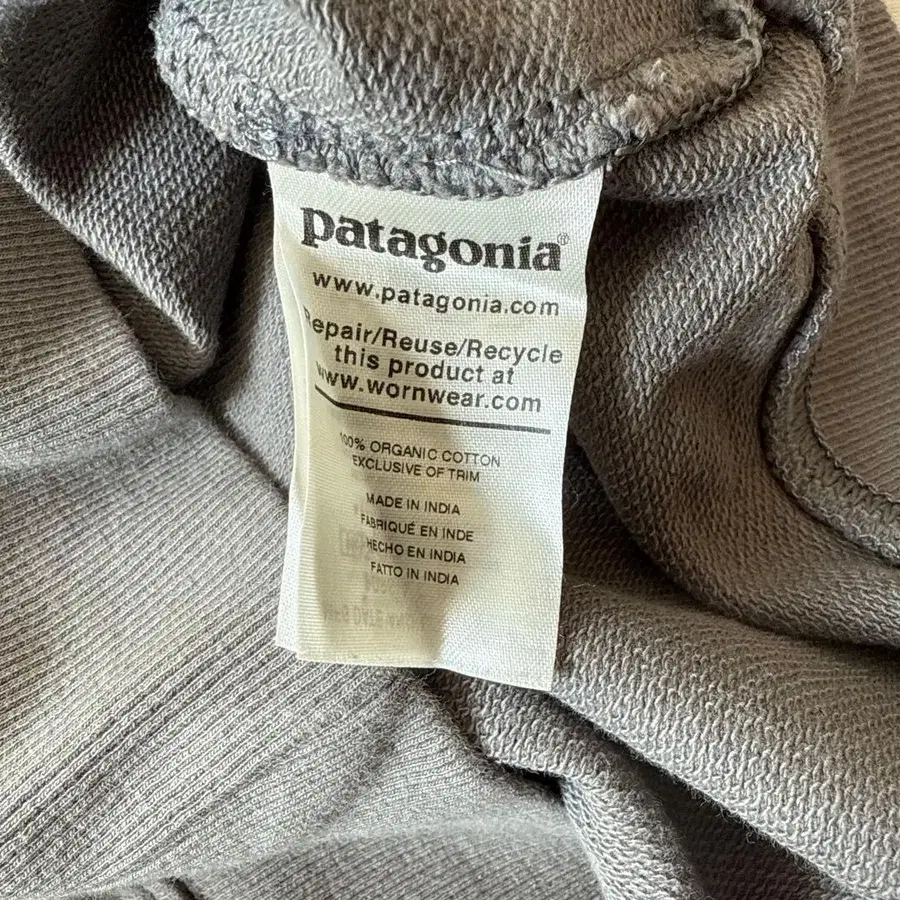 patagonia®
www.patagonia.com
Repair/Reuse/Recycle
this product at
www.wornwear.com
100% ORGANIC COTTON
EXCLUSIVE OF TRIM
MADE IN INDIA
FABRIQUÉ EN INDE
HECHO EN INDIA
FATTO IN INDIA